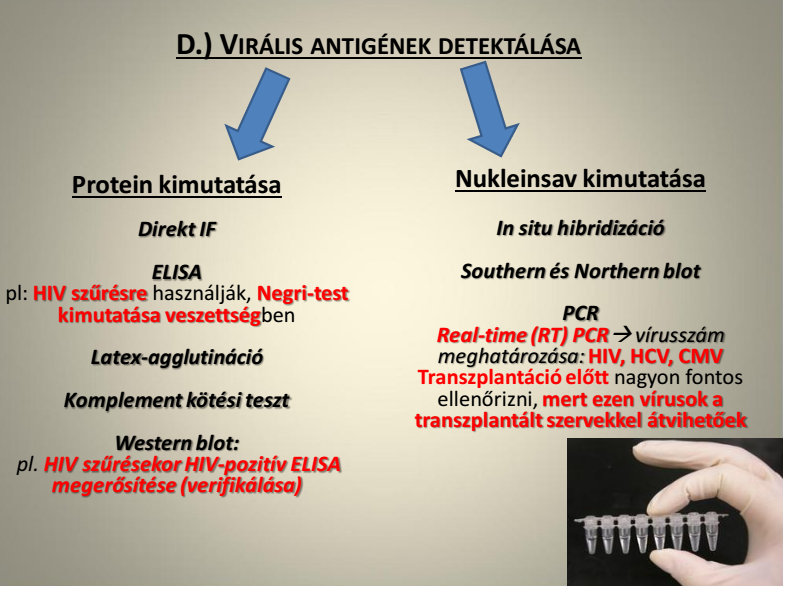 D.) VIRÁLIS ANTIGÉNEK DETEKTÁLÁSA
Protein kimutatása
Direkt IF
ELISA
pl: HIV szűrésre használják, Negri-test
kimutatása veszettségben
Latex-agglutináció
Komplement kötési teszt
Western blot:
pl. HIV szűrésekor HIV-pozitív ELISA
megerősítése (verifikálása)
Nukleinsav kimutatása
In situ hibridizáció
Southern és Northern blot
PCR
Real-time (RT) PCR → vírusszám
meghatározása: HIV, HCV, CMV
Transzplantáció előtt nagyon fontos
ellenőrizni, mert ezen vírusok a
transzplantált szervekkel átvihetőek